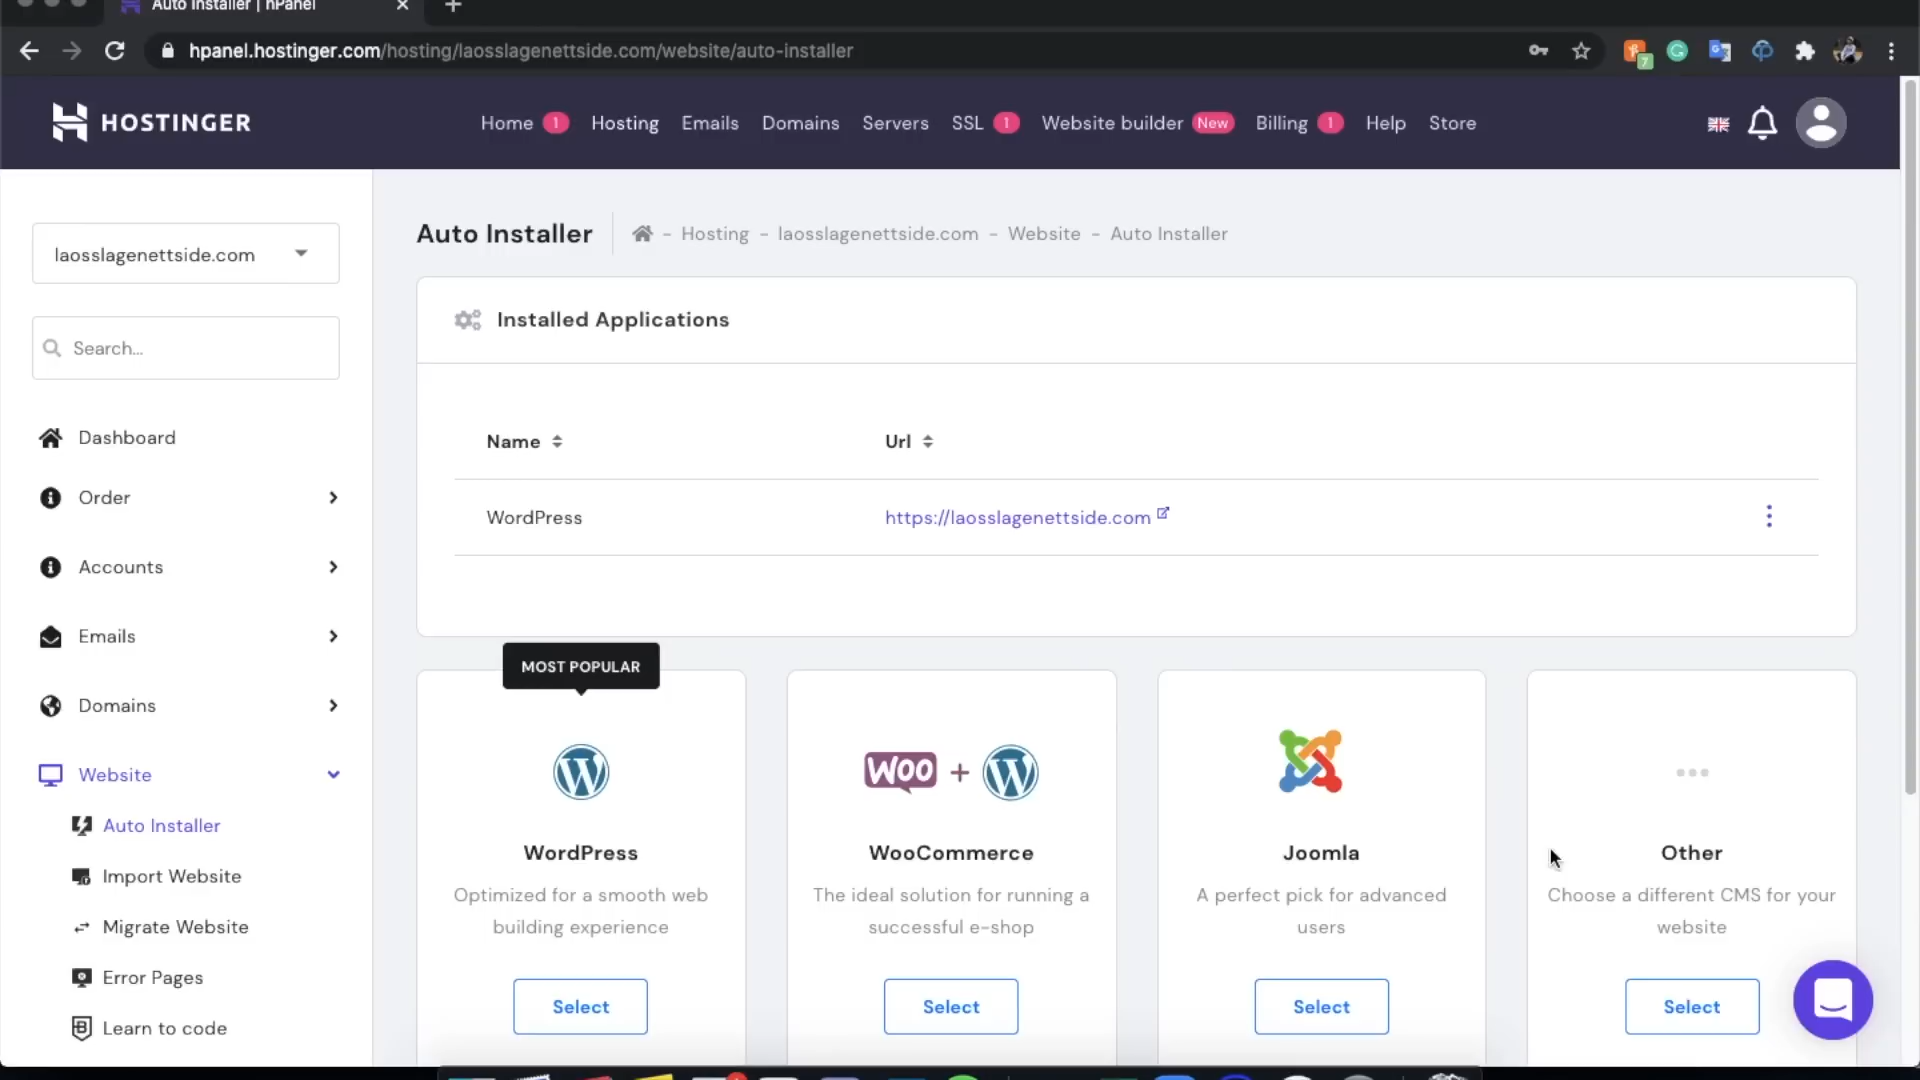 Auto Installer | hPanel
hpanel.hostinger.com/hosting/laosslagenettside.com/website/auto-installer
7
HOSTINGER
Home 1 Hosting Emails Domains Servers SSL 1 Website builder New Billing 1 Help Store
laosslagenettside.com
Search...
Dashboard
Order
Accounts
Emails
Domains
Website
Auto Installer
Import Website
Migrate Website
Error Pages
Learn to code
Auto Installer
- Hosting - laosslagenettside.com - Website - Auto Installer
Installed Applications
Name Url
WordPress https://laosslagenettside.com
MOST POPULAR
WordPress
Optimized for a smooth web
building experience
Select
WOO + W
WooCommerce
The ideal solution for running a
successful e-shop
Select
Joomla
A perfect pick for advanced
users
Select
Other
Choose a different CMS for your
website
Select